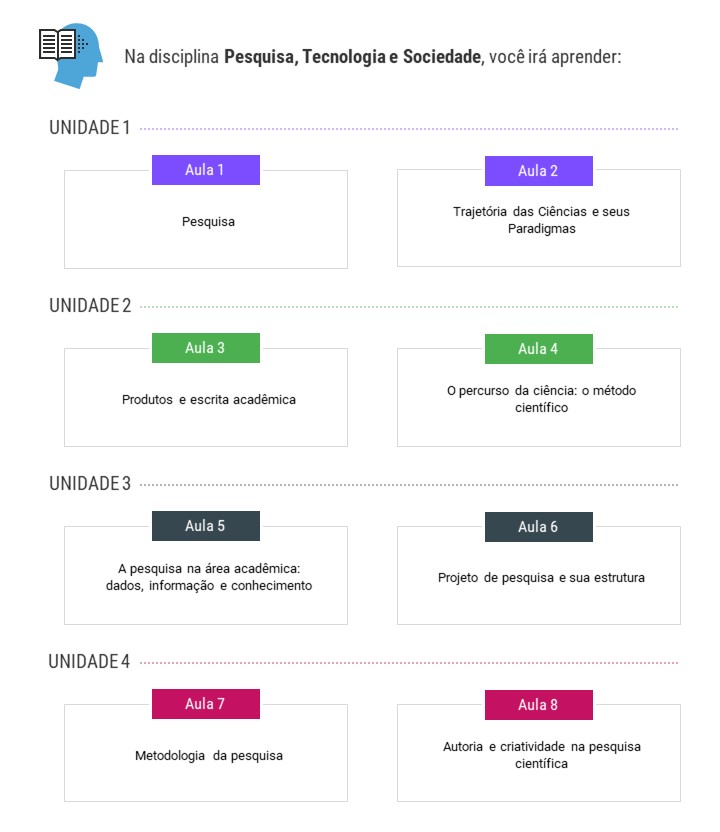 Na disciplina Pesquisa, Tecnologia e Sociedade, você irá aprender:
UNIDADE 1
Aula 1
Pesquisa
Aula 2
Trajetória das Ciências e seus
Paradigmas
UNIDADE 2
Aula 3
Produtos e escrita acadêmica
Aula 4
O percurso da ciência: o método
científico
UNIDADE 3
Aula 5
A pesquisa na área acadêmica:
dados, informação e conhecimento
Aula 6
Projeto de pesquisa e sua estrutura
UNIDADE 4
Aula 7
Metodologia da pesquisa
Aula 8
Autoria e criatividade na pesquisa
científica